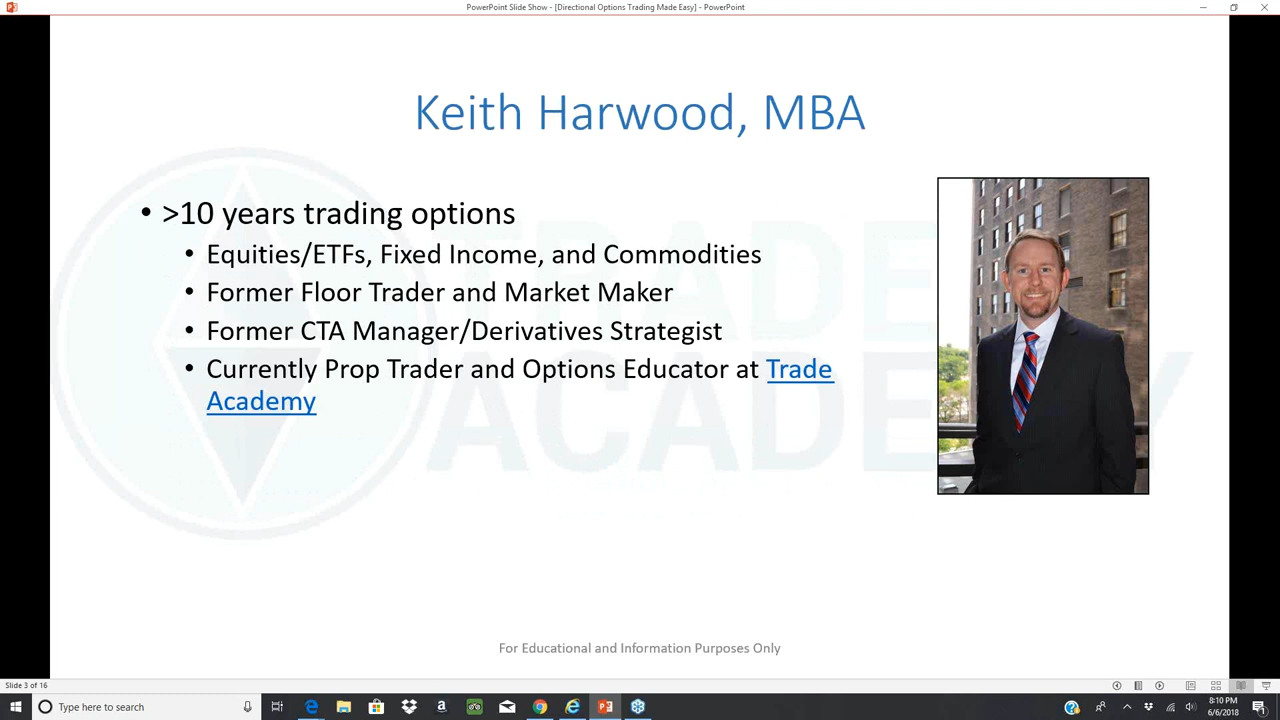 PowerPoint Slide Show - [Directional Options Trading Made Easy] - PowerPoint
Keith Harwood, MBA
• >10 years trading options
• Equities/ETFs, Fixed Income, and Commodities
• Former Floor Trader and Market Maker
• Former CTA Manager/Derivatives Strategist
• Currently Prop Trader and Options Educator at Trade
Academy
TRADE
ACADEMY
For Educational and Information Purposes Only
Slide 3 of 16
Type here to search
8:10 PM
6/6/2018